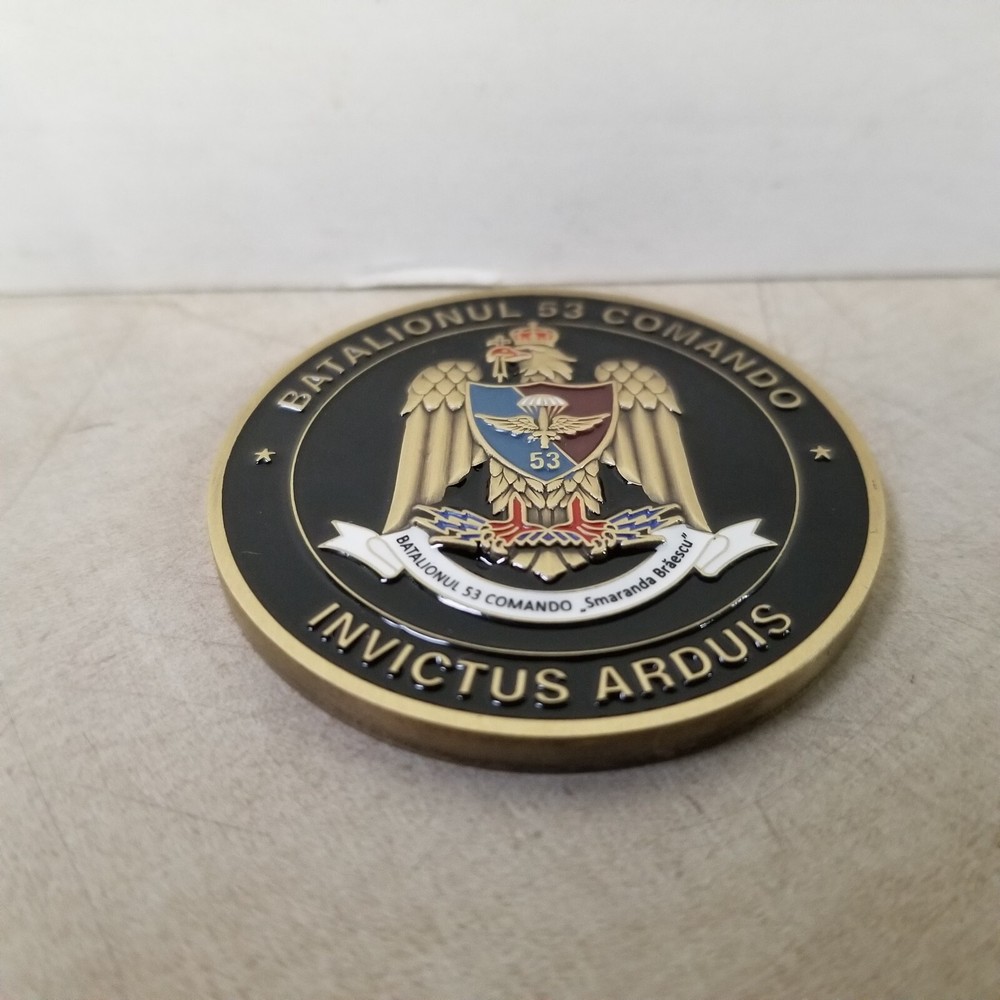 BATALIONUL 53 COMANDO
53
BATALIONUL 53 COMANDO „Smaranda Brăescu”
INVICTUS ARDUIS